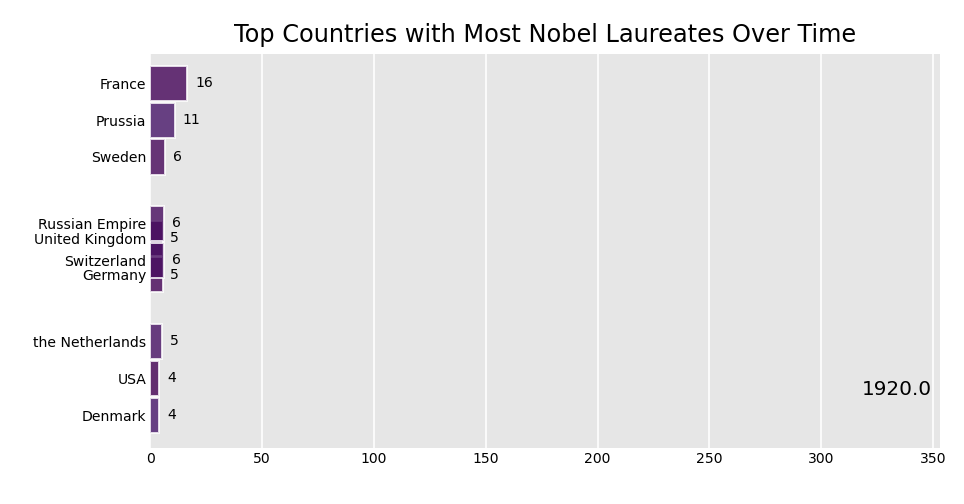 Top Countries with Most Nobel Laureates Over Time
France 16
Prussia 11
Sweden 6
Russian Empire 6
United Kingdom 5
Switzerland 6
Germany 5
the Netherlands 5
USA 4
1920.0
Denmark 4
0 50 100 150 200 250 300 350